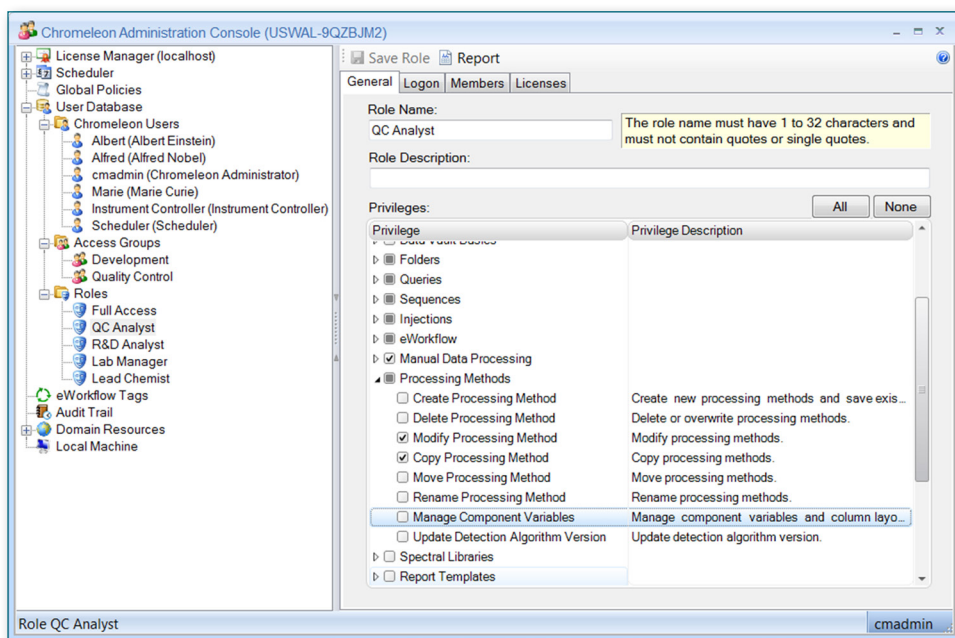 Chromeleon Administration Console (USWAL-9QZBJM2)
License Manager (localhost)
Scheduler
Global Policies
User Database
Chromeleon Users
Albert (Albert Einstein)
Alfred (Alfred Nobel)
cmadmin (Chromeleon Administrator)
Marie (Marie Curie)
Instrument Controller (Instrument Controller)
Scheduler (Scheduler)
Access Groups
Development
Quality Control
Roles
Full Access
QC Analyst
R&D Analyst
Lab Manager
Lead Chemist
eWorkflow Tags
Audit Trail
Domain Resources
Local Machine
Save Role Report
General Logon Members Licenses
Role Name:
QC Analyst
The role name must have 1 to 32 characters and
must not contain quotes or single quotes.
Role Description:
Privileges: All None
Privilege Privilege Description
Data Vault Basics
Folders
Queries
Sequences
Injections
eWorkflow
Manual Data Processing
Processing Methods
Create Processing Method Create new processing methods and save exis...
Delete Processing Method Delete or overwrite processing methods.
Modify Processing Method Modify processing methods.
Copy Processing Method Copy processing methods.
Move Processing Method Move processing methods.
Rename Processing Method Rename processing methods.
Manage Component Variables Manage component variables and column layo...
Update Detection Algorithm Version Update detection algorithm version.
Spectral Libraries
Report Templates
Role QC Analyst cmadmin